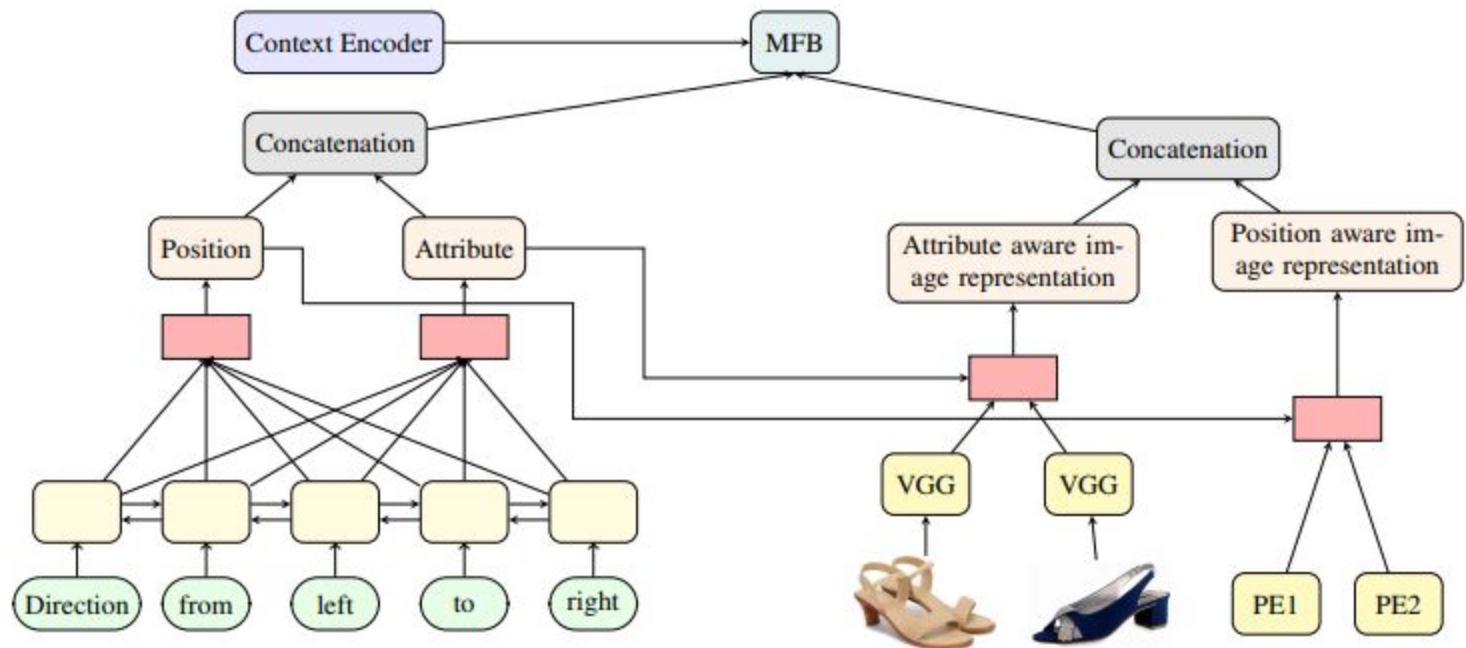 Context Encoder
MFB
Concatenation
Concatenation
Position
Attribute
Attribute aware im-
age representation
Position aware im-
age representation
VGG
VGG
Direction
from
left
to
right
PE1
PE2